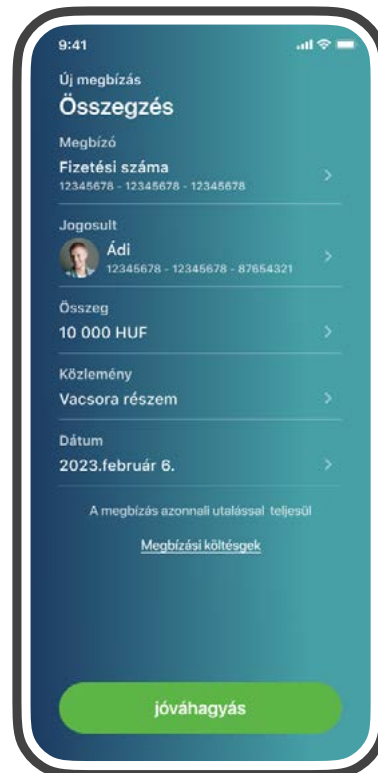 9:41
Új megbízás
Összegzés
Megbízó
Fizetési száma
12345678 - 12345678 - 12345678
Jogosult
Ádi
12345678 - 12345678 - 87654321
Összeg
10 000 HUF
Közlemény
Vacsora részem
Dátum
2023.február 6.
A megbízás azonnali utalással teljesül
Megbízási költésgek
jóváhagyás